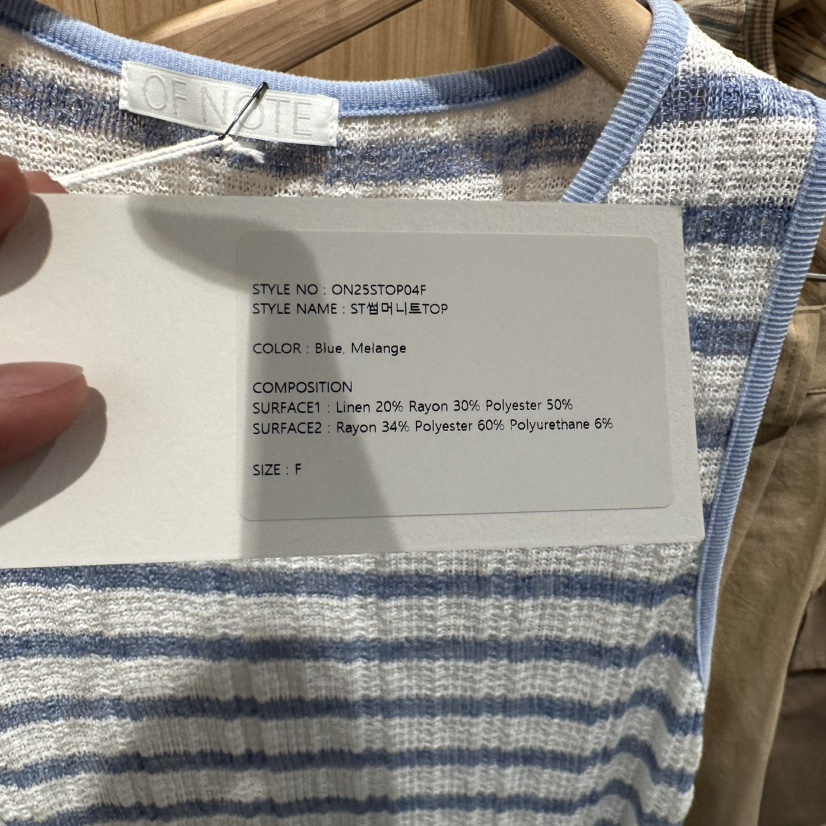 OF NOTE
STYLE NO : ON25STOP04F
STYLE NAME : ST썸머니트TOP
COLOR : Blue, Melange
COMPOSITION
SURFACE1 : Linen 20% Rayon 30% Polyester 50%
SURFACE2 : Rayon 34% Polyester 60% Polyurethane 6%
SIZE : F